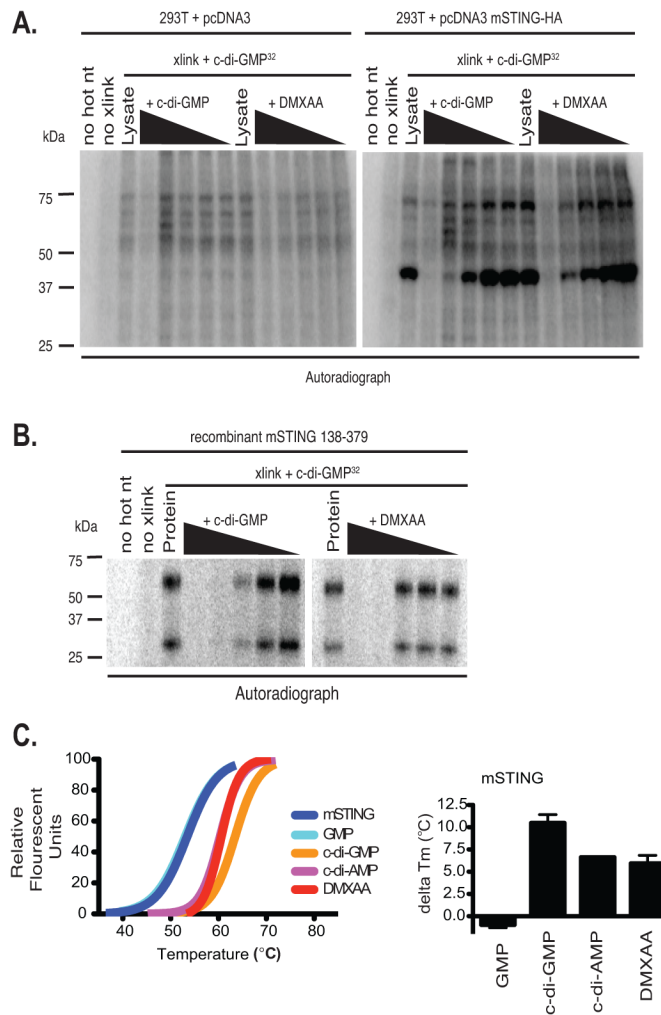 A.
293T + pcDNA3
293T + pcDNA3 mSTING-HA
xlink + c-di-GMP³²
xlink + c-di-GMP³²
no hot nt
no xlink
Lysate
+ c-di-GMP
Lysate
+ DMXAA
no hot nt
no xlink
Lysate
+ c-di-GMP
Lysate
+ DMXAA
kDa
75
50
37
25
Autoradiograph
B.
recombinant mSTING 138-379
xlink + c-di-GMP³²
no hot nt
no xlink
Protein
+ c-di-GMP
Protein
+ DMXAA
kDa
75
50
37
25
Autoradiograph
C.
Relative
Flourescent
Units
100
80
60
40
20
0
40
50
60
70
80
Temperature (°C)
mSTING
GMP
c-di-GMP
c-di-AMP
DMXAA
mSTING
delta Tm (°C)
12.5
10.0
7.5
5.0
2.5
0.0
GMP
c-di-GMP
c-di-AMP
DMXAA